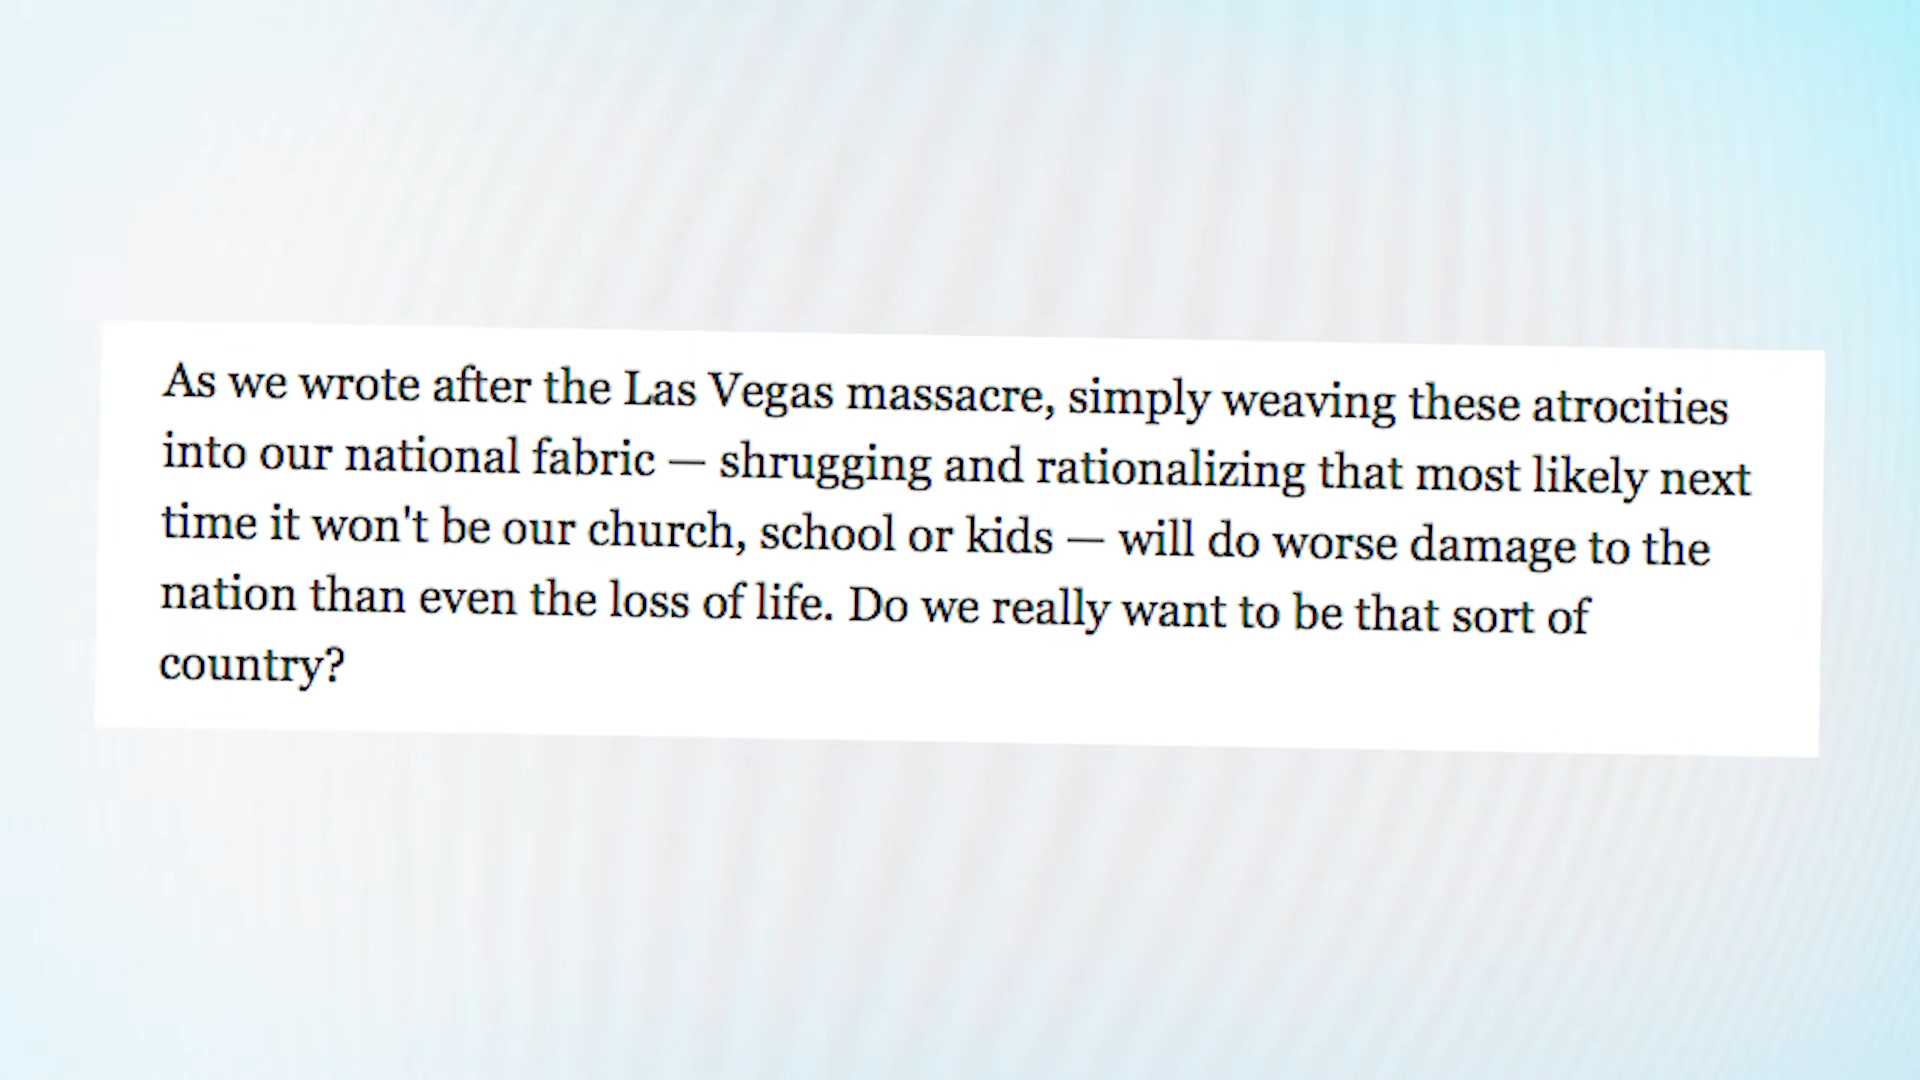 As we wrote after the Las Vegas massacre, simply weaving these atrocities
into our national fabric — shrugging and rationalizing that most likely next
time it won't be our church, school or kids — will do worse damage to the
nation than even the loss of life. Do we really want to be that sort of
country?